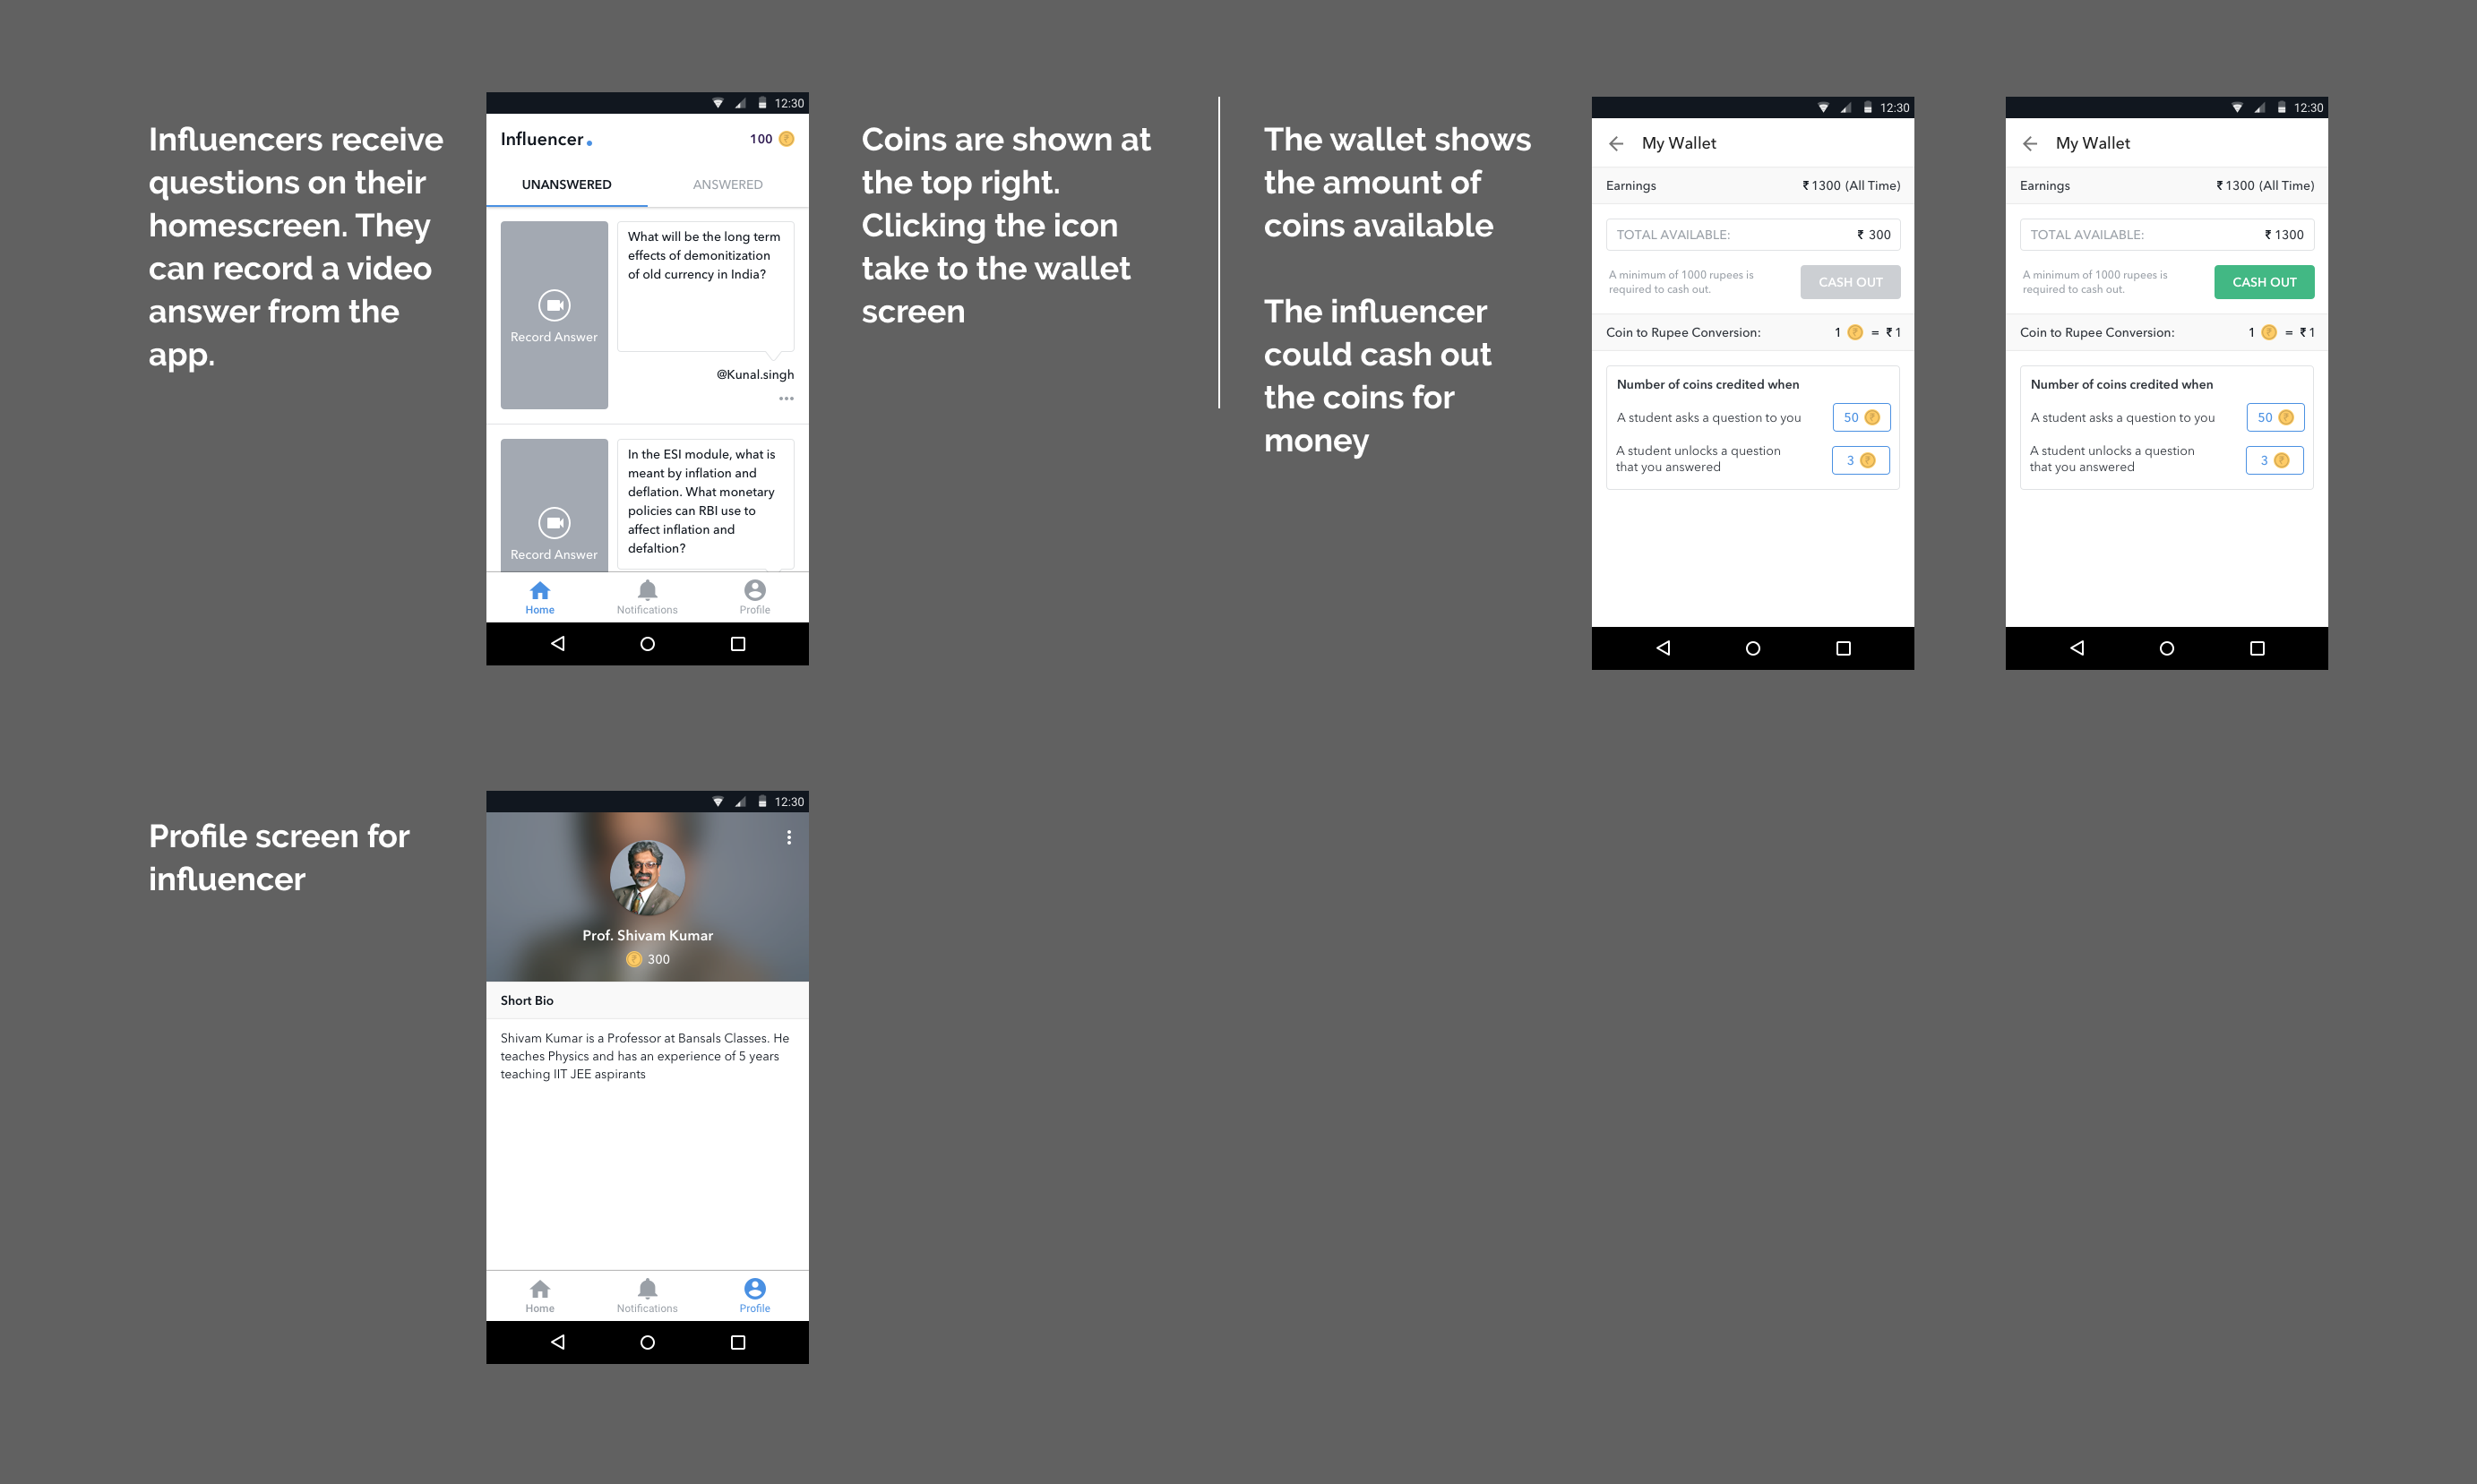 Influencers receive
questions on their
homescreen. They
can record a video
answer from the
app.
12:30
Influencer.
100
UNANSWERED
ANSWERED
Record Answer
What will be the long term
effects of demonitization
of old currency in India?
@Kunal.singh
Record Answer
In the ESI module, what is
meant by inflation and
deflation. What monetary
policies can RBI use to
affect inflation and
defaltion?
Home
Notifications
Profile
Coins are shown at
the top right.
Clicking the icon
take to the wallet
screen
The wallet shows
the amount of
coins available
The influencer
could cash out
the coins for
money
12:30
My Wallet
Earnings
₹ 1300 (All Time)
TOTAL AVAILABLE:
₹ 300
A minimum of 1000 rupees is
required to cash out.
CASH OUT
Coin to Rupee Conversion:
1 ₹ = ₹ 1
Number of coins credited when
A student asks a question to you
50 ₹
A student unlocks a question
that you answered
3 ₹
12:30
My Wallet
Earnings
₹ 1300 (All Time)
TOTAL AVAILABLE:
₹ 1300
A minimum of 1000 rupees is
required to cash out.
CASH OUT
Coin to Rupee Conversion:
1 ₹ = ₹ 1
Number of coins credited when
A student asks a question to you
50 ₹
A student unlocks a question
that you answered
3 ₹
Profile screen for
influencer
12:30
Prof. Shivam Kumar
300
Short Bio
Shivam Kumar is a Professor at Bansals Classes. He
teaches Physics and has an experience of 5 years
teaching IIT JEE aspirants
Home
Notifications
Profile